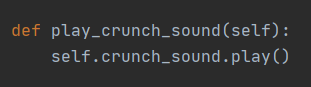 def play_crunch_sound(self):
    self.crunch_sound.play()